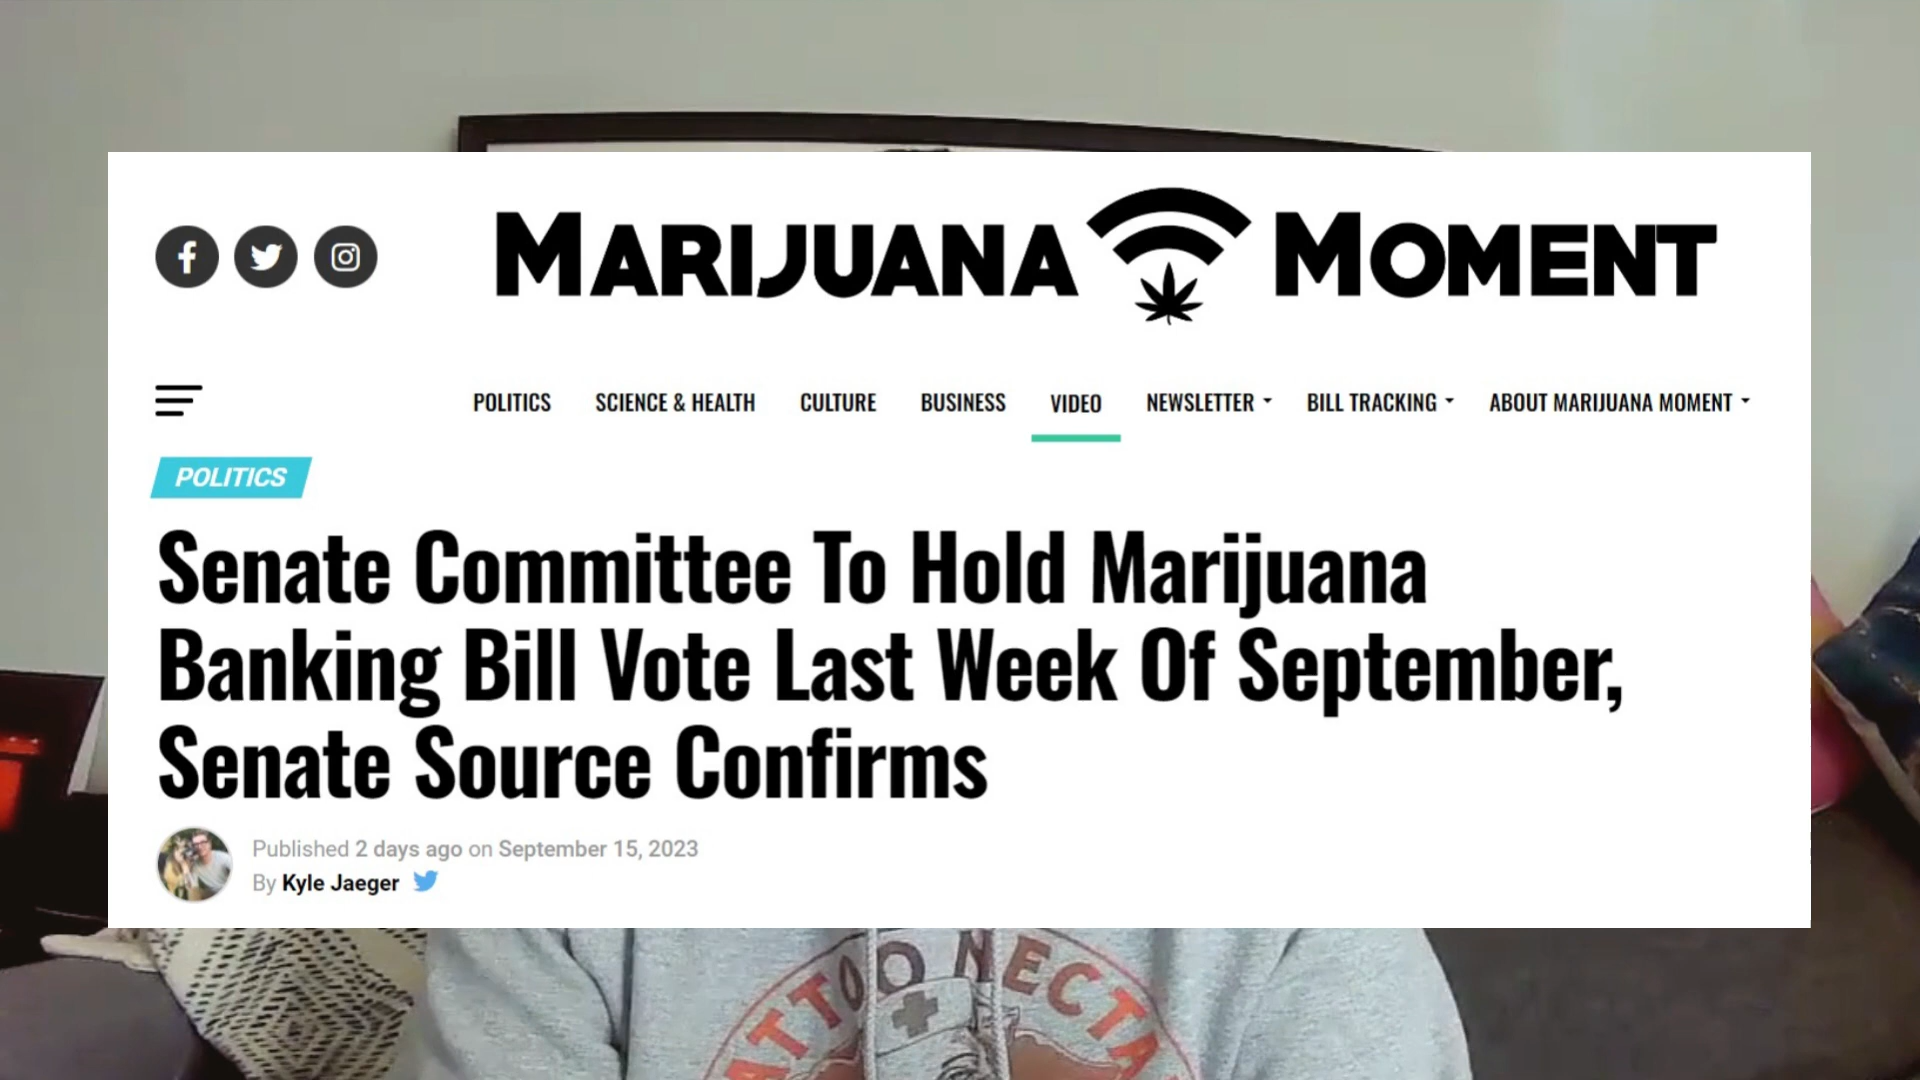 MARIJUANA MOMENT
POLITICS SCIENCE & HEALTH CULTURE BUSINESS VIDEO NEWSLETTER BILL TRACKING ABOUT MARIJUANA MOMENT
POLITICS
Senate Committee To Hold Marijuana
Banking Bill Vote Last Week Of September,
Senate Source Confirms
Published 2 days ago on September 15, 2023
By Kyle Jaeger
TATTOO NECTA